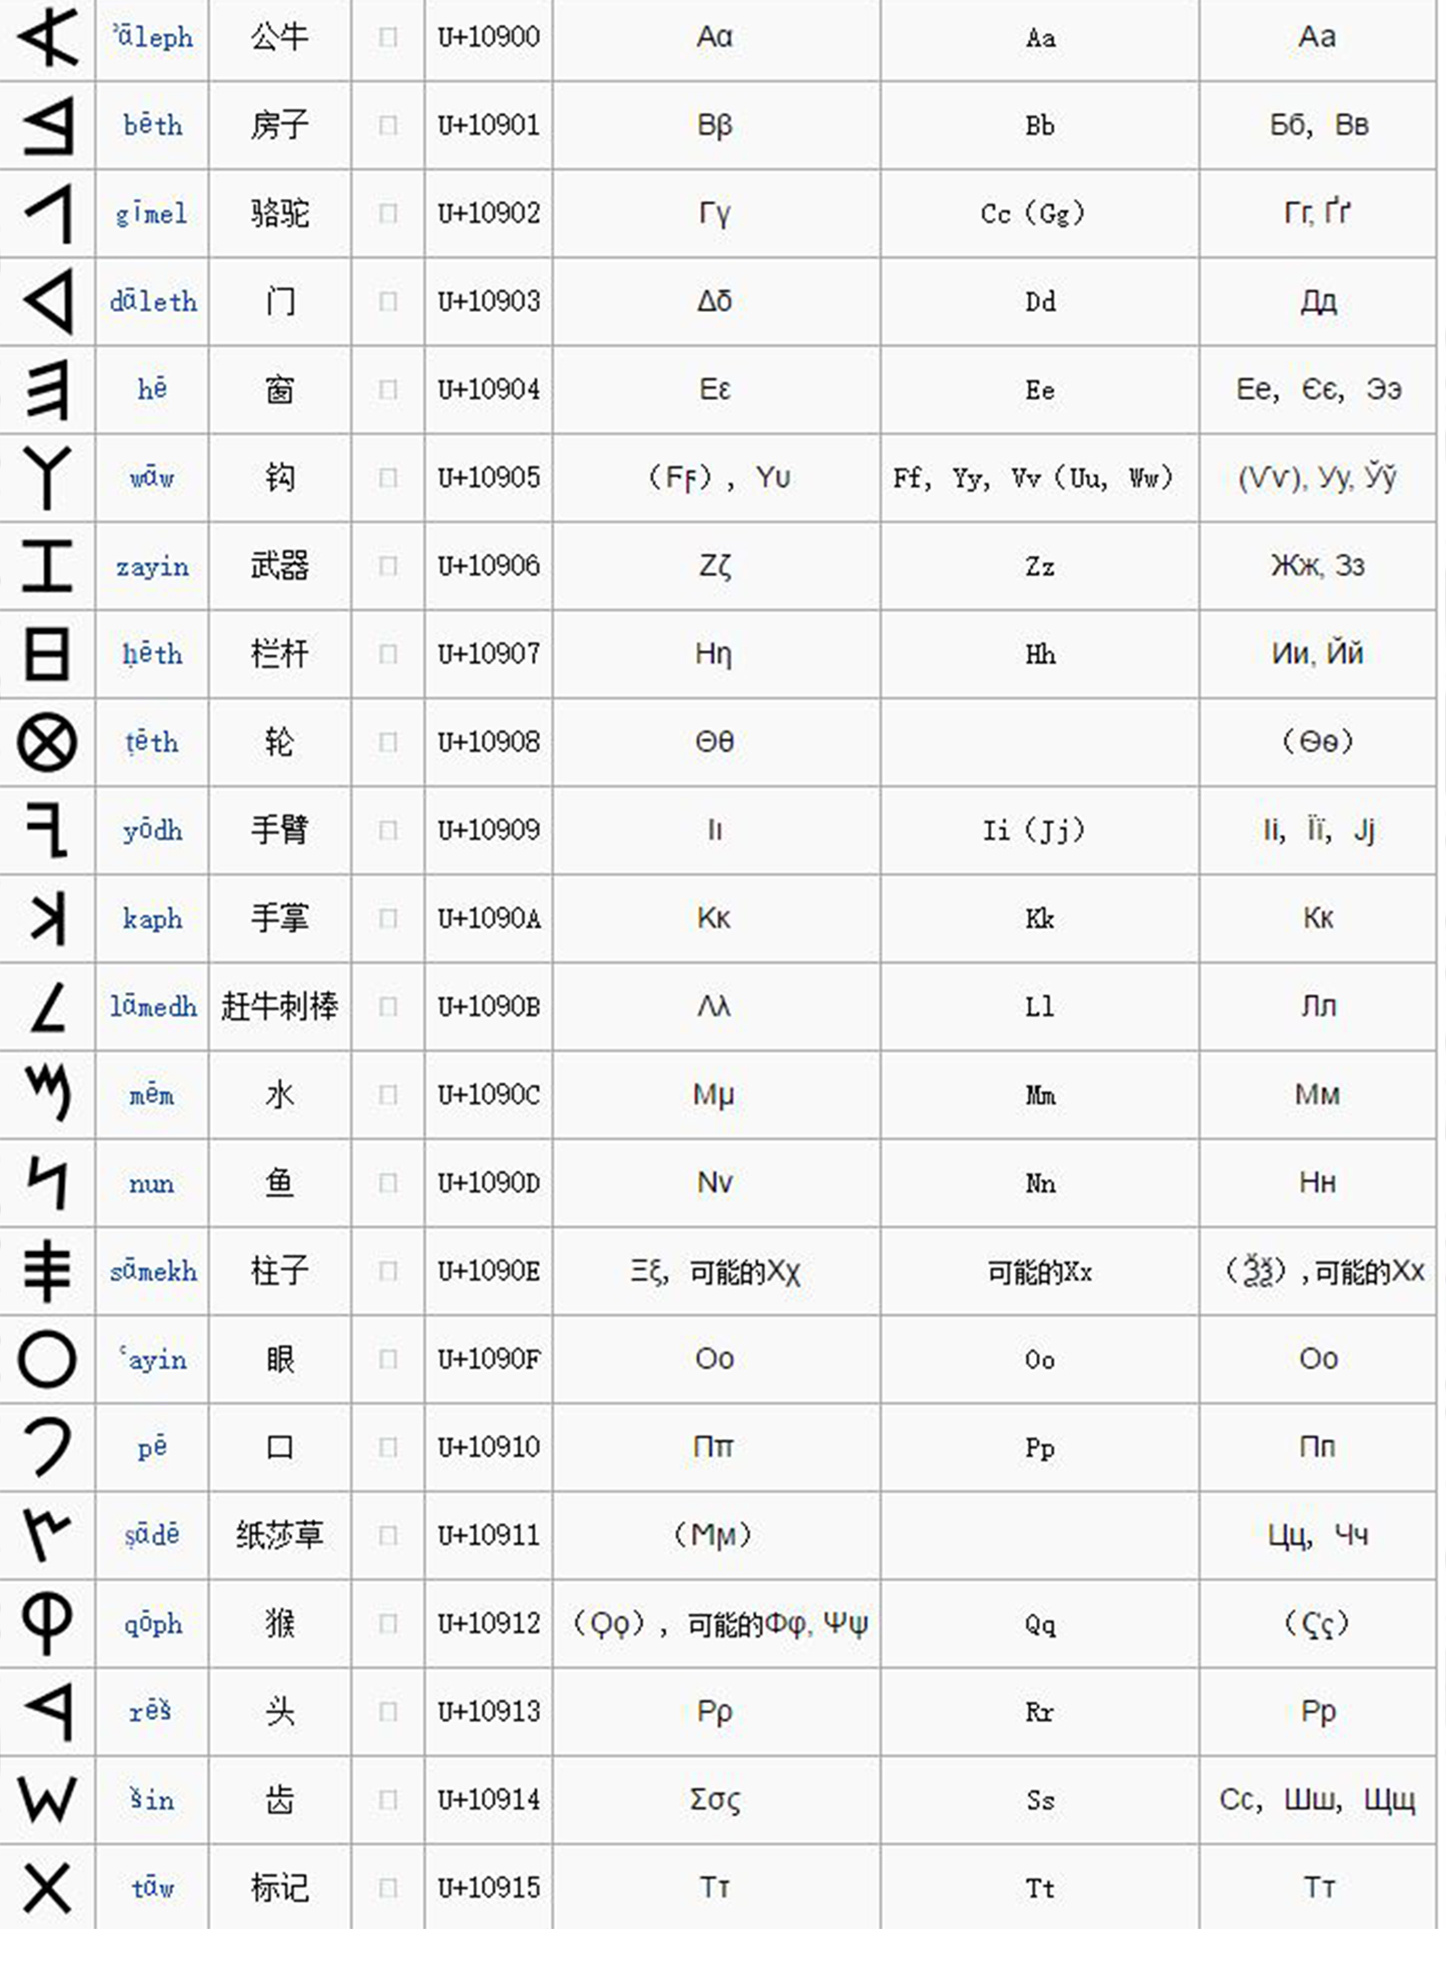 𐤀 ʾāleph 公牛 □ U+10900 Αα Aa Аа
𐤁 bēth 房子 □ U+10901 Ββ Bb Бб, Вв
𐤂 gīmel 骆驼 □ U+10902 Γγ Cc（Gg） Гг, Ґґ
𐤃 dāleth 门 □ U+10903 Δδ Dd Дд
𐤄 hē 窗 □ U+10904 Εε Ee Ее, Єє, Ээ
𐤅 wāw 钩 □ U+10905 （Ϝϝ）, Υυ Ff, Yy, Vv（Uu, Ww） (Ѵѵ), Уу, Ўў
𐤆 zayin 武器 □ U+10906 Ζζ Zz Жж, Зз
𐤇 ḥēth 栏杆 □ U+10907 Ηη Hh Ии, Йй
𐤈 ṭēth 轮 □ U+10908 Θθ （Ѳѳ）
𐤉 yōdh 手臂 □ U+10909 Ιι Ii（Jj） Іі, Її, Јј
𐤊 kaph 手掌 □ U+1090A Κκ Kk Кк
𐤋 lāmedh 赶牛刺棒 □ U+1090B Λλ Ll Лл
𐤌 mēm 水 □ U+1090C Μμ Mm Мм
𐤍 nun 鱼 □ U+1090D Νν Nn Нн
𐤎 sāmekh 柱子 □ U+1090E Ξξ, 可能的Χχ 可能的Xx （Ѯѯ）,可能的Хх
𐤏 ʿayin 眼 □ U+1090F Οο Oo Оо
𐤐 pē 口 □ U+10910 Ππ Pp Пп
𐤑 ṣādē 纸莎草 □ U+10911 （Ϻϻ） Цц, Чч
𐤒 qōph 猴 □ U+10912 （Ϙϙ）, 可能的Φφ, Ψψ Qq （Ҁҁ）
𐤓 rēš 头 □ U+10913 Ρρ Rr Рр
𐤔 šin 齿 □ U+10914 Σσς Ss Сс, Шш, Щщ
𐤕 tāw 标记 □ U+10915 Ττ Tt Тт